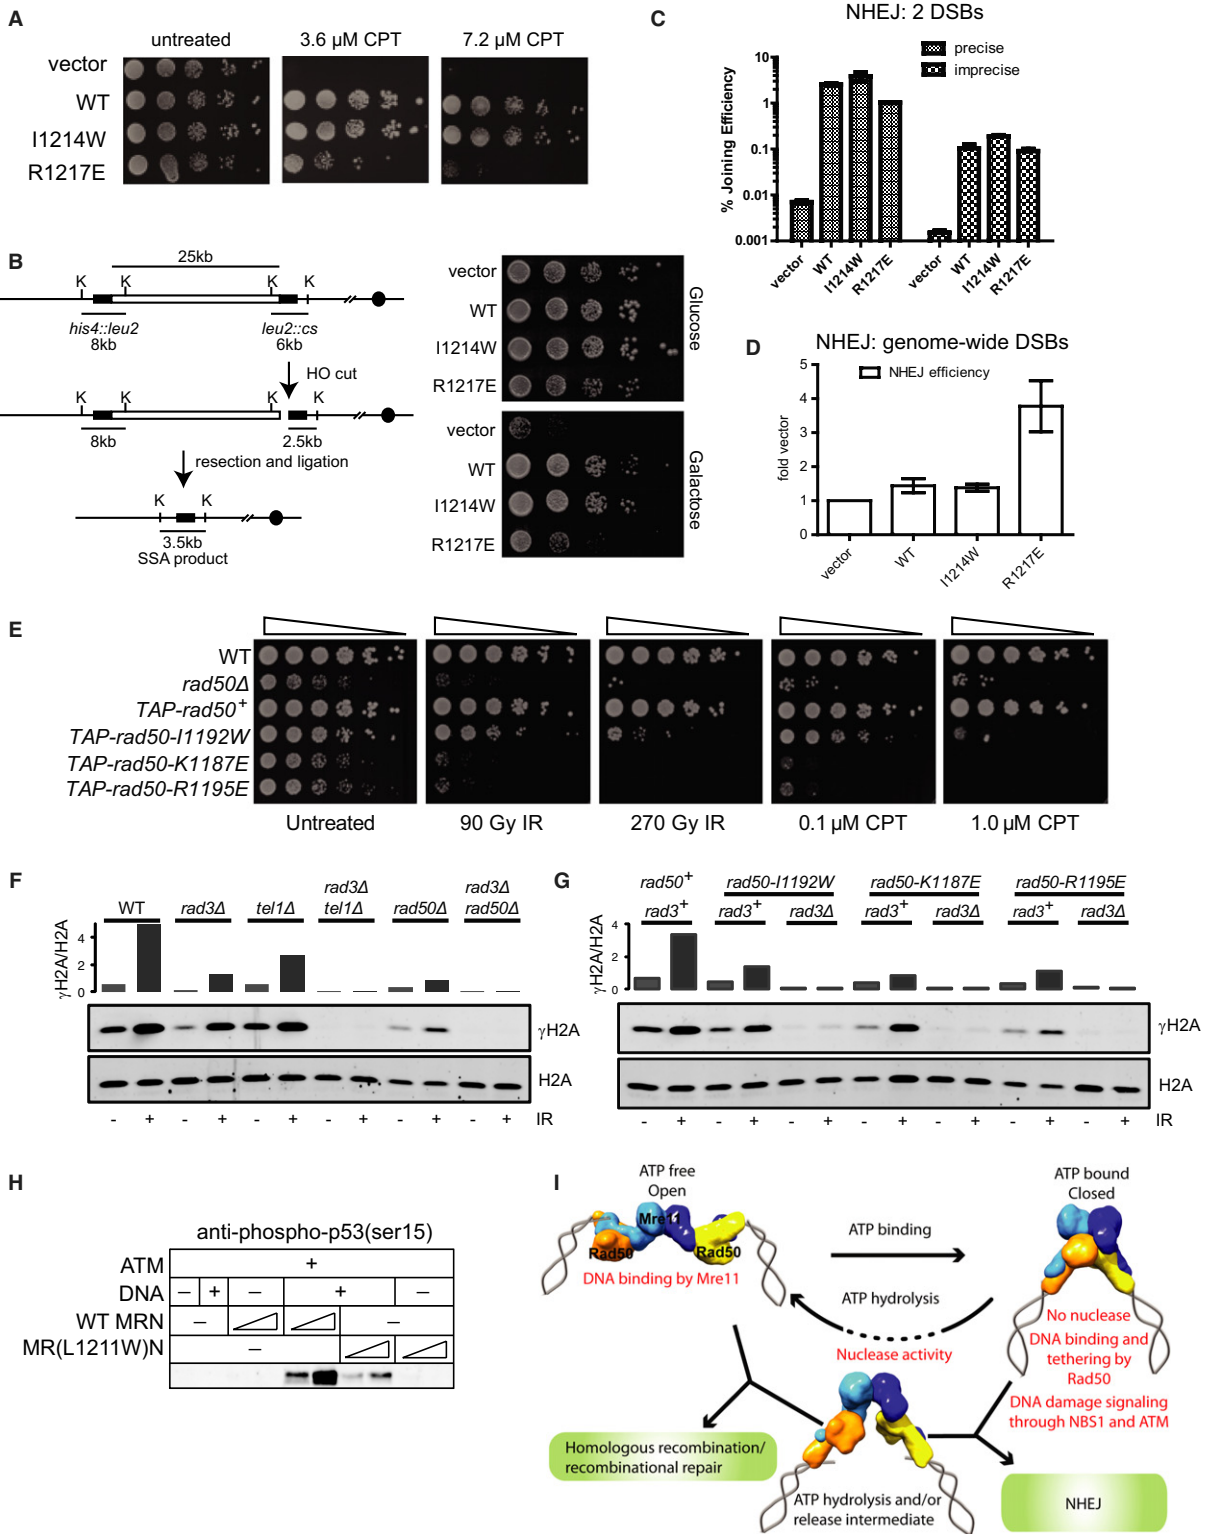 A
untreated
3.6 µM CPT
7.2 µM CPT
vector
WT
I1214W
R1217E
B
25kb
K K K K
his4::leu2
8kb
leu2::cs
6kb
HO cut
K K K K
8kb
2.5kb
resection and ligation
K K
3.5kb
SSA product
vector
WT
I1214W
R1217E
Glucose
vector
WT
I1214W
R1217E
Galactose
C
NHEJ: 2 DSBs
precise
imprecise
% Joining Efficiency
10
1
0.1
0.01
0.001
vector
WT
I1214W
R1217E
vector
WT
I1214W
R1217E
D
NHEJ: genome-wide DSBs
NHEJ efficiency
fold vector
5
4
3
2
1
0
vector
WT
I1214W
R1217E
E
WT
rad50Δ
TAP-rad50+
TAP-rad50-I1192W
TAP-rad50-K1187E
TAP-rad50-R1195E
Untreated
90 Gy IR
270 Gy IR
0.1 µM CPT
1.0 µM CPT
F
WT
rad3Δ
tel1Δ
rad3Δ
tel1Δ
rad50Δ
rad3Δ
rad50Δ
γH2A/H2A
4
2
0
γH2A
H2A
- + - + - + - + - + - + IR
G
rad50+
rad50-I1192W
rad50-K1187E
rad50-R1195E
rad3+
rad3+
rad3Δ
rad3+
rad3Δ
rad3+
rad3Δ
γH2A/H2A
4
2
0
γH2A
H2A
- + - + - + - + - + - + - + IR
H
anti-phospho-p53(ser15)
ATM +
DNA – + – + –
WT MRN – –
MR(L1211W)N –
I
ATP free
Open
Mre11
Rad50
Rad50
DNA binding by Mre11
ATP binding
ATP hydrolysis
Nuclease activity
ATP bound
Closed
No nuclease
DNA binding and
tethering by
Rad50
DNA damage signaling
through NBS1 and ATM
Homologous recombination/
recombinational repair
ATP hydrolysis and/or
release intermediate
NHEJ